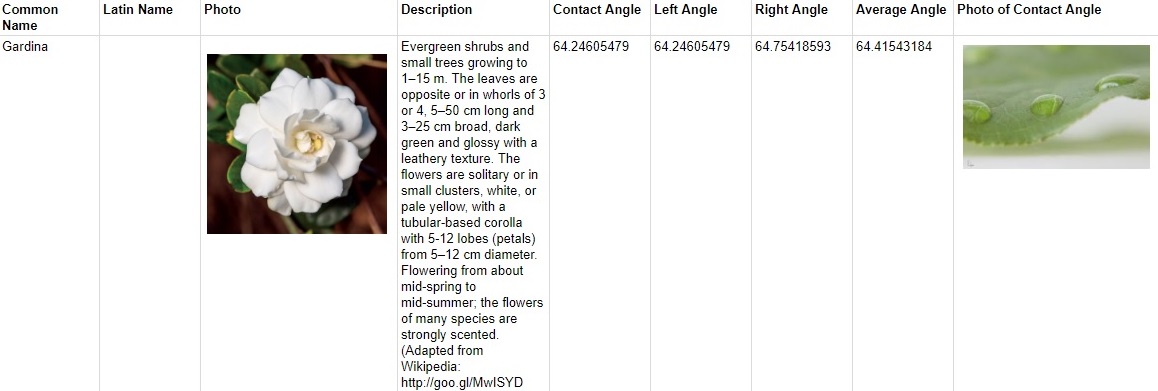 Common Name
Latin Name
Photo
Description
Contact Angle
Left Angle
Right Angle
Average Angle
Photo of Contact Angle
Gardina
Evergreen shrubs and
small trees growing to
1–15 m. The leaves are
opposite or in whorls of 3
or 4, 5–50 cm long and
3–25 cm broad, dark
green and glossy with a
leathery texture. The
flowers are solitary or in
small clusters, white, or
pale yellow, with a
tubular-based corolla
with 5-12 lobes (petals)
from 5–12 cm diameter.
Flowering from about
mid-spring to
mid-summer; the flowers
of many species are
strongly scented.
(Adapted from
Wikipedia:
http://goo.gl/MwISYD
64.24605479
64.24605479
64.75418593
64.41543184